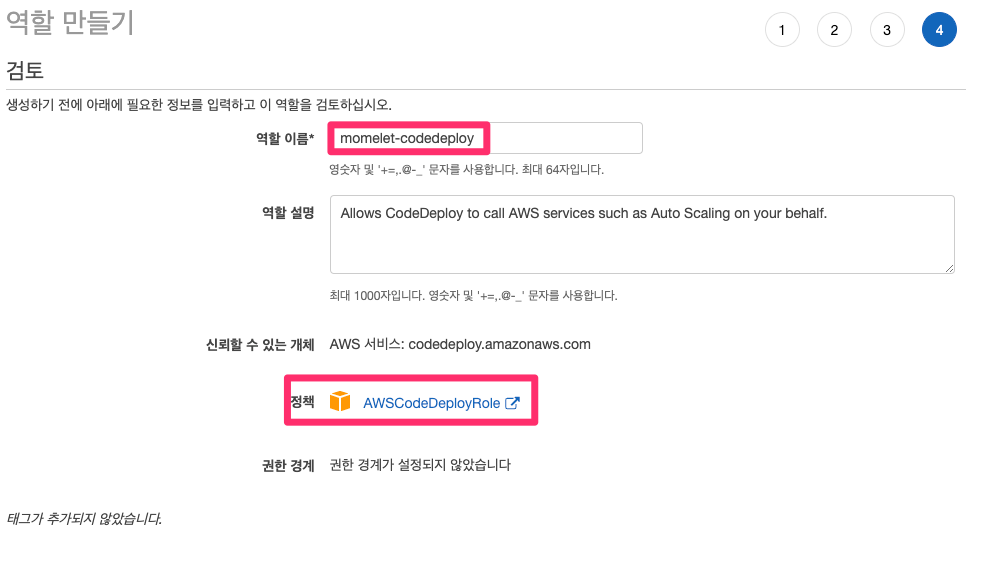 역할 만들기
1 2 3 4
검토
생성하기 전에 아래에 필요한 정보를 입력하고 이 역할을 검토하십시오.
역할 이름* momelet-codedeploy
영숫자 및 '+=,.@-_' 문자를 사용합니다. 최대 64자입니다.
역할 설명 Allows CodeDeploy to call AWS services such as Auto Scaling on your behalf.
최대 1000자입니다. 영숫자 및 '+=,.@-_' 문자를 사용합니다.
신뢰할 수 있는 개체 AWS 서비스: codedeploy.amazonaws.com
정책 AWSCodeDeployRole
권한 경계 권한 경계가 설정되지 않았습니다
태그가 추가되지 않았습니다.